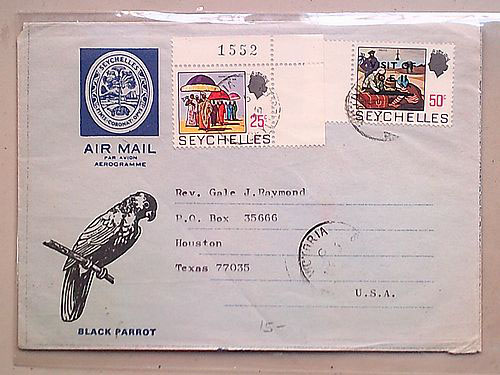 1552
SEYCHELLES
AIR MAIL
PAR AVION
AEROGRAMME
25c
SEYCHELLES
50c
SEYCHELLES
Rev. Gale J.Raymond
P.O. Box 35666
Houston
Texas 77035
U.S.A.
VICTORIA
BLACK PARROT
15-